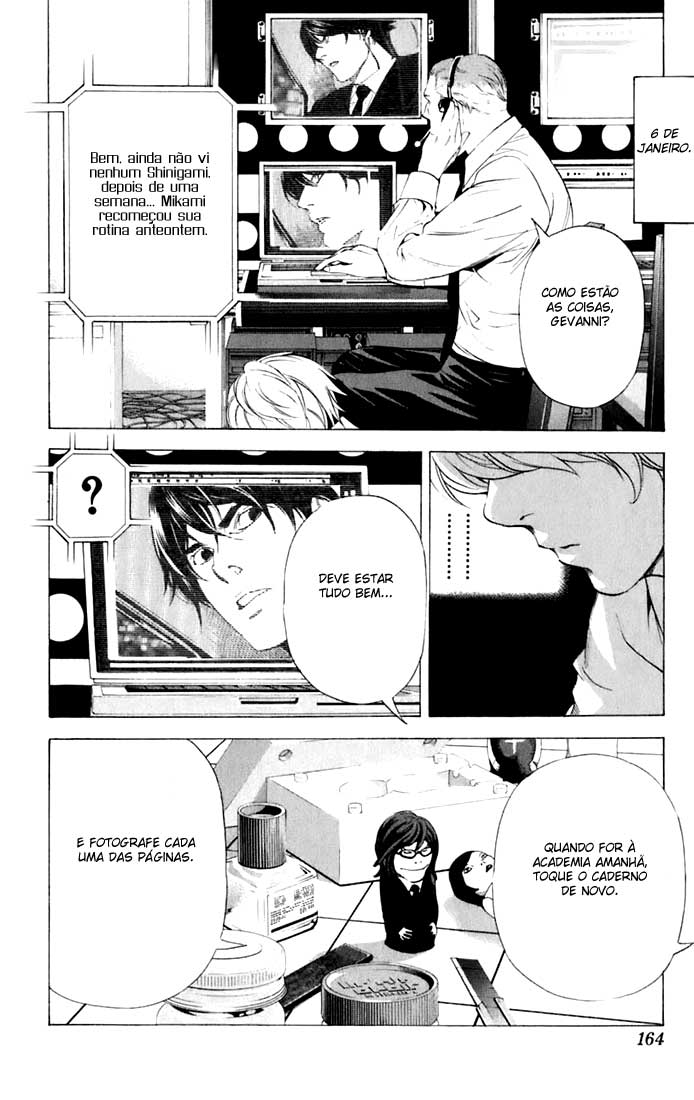 6 DE
JANEIRO.
COMO ESTÃO
AS COISAS,
GEVANNI?
Bem, ainda não vi
nenhum Shinigami,
depois de uma
semana... Mikami
recomeçou sua
rotina anteontem.
......
......
DEVE ESTAR
TUDO BEM...
?
QUANDO FOR À
ACADEMIA AMANHÃ,
TOQUE O CADERNO
DE NOVO.
E FOTOGRAFE CADA
UMA DAS PÁGINAS.
164